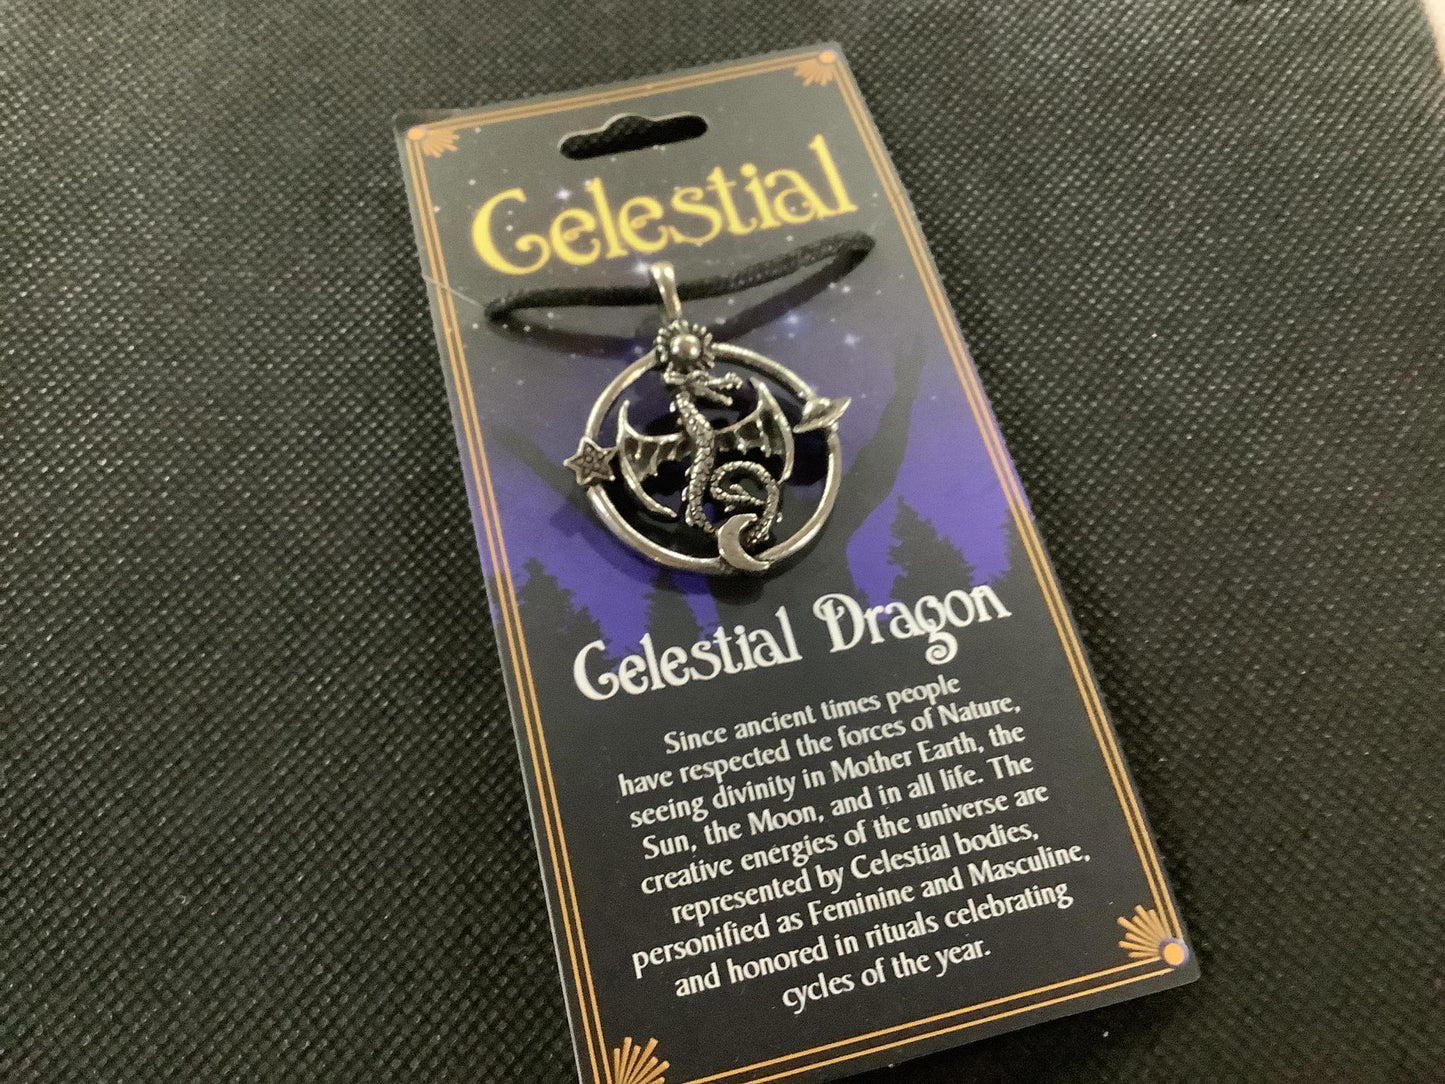 Celestial
Celestial Dragon
Since ancient times people
have respected the forces of Nature,
seeing divinity in Mother Earth, the
Sun, the Moon, and in all life. The
creative energies of the universe are
represented by Celestial bodies,
personified as Feminine and Masculine,
and honored in rituals celebrating
cycles of the year.